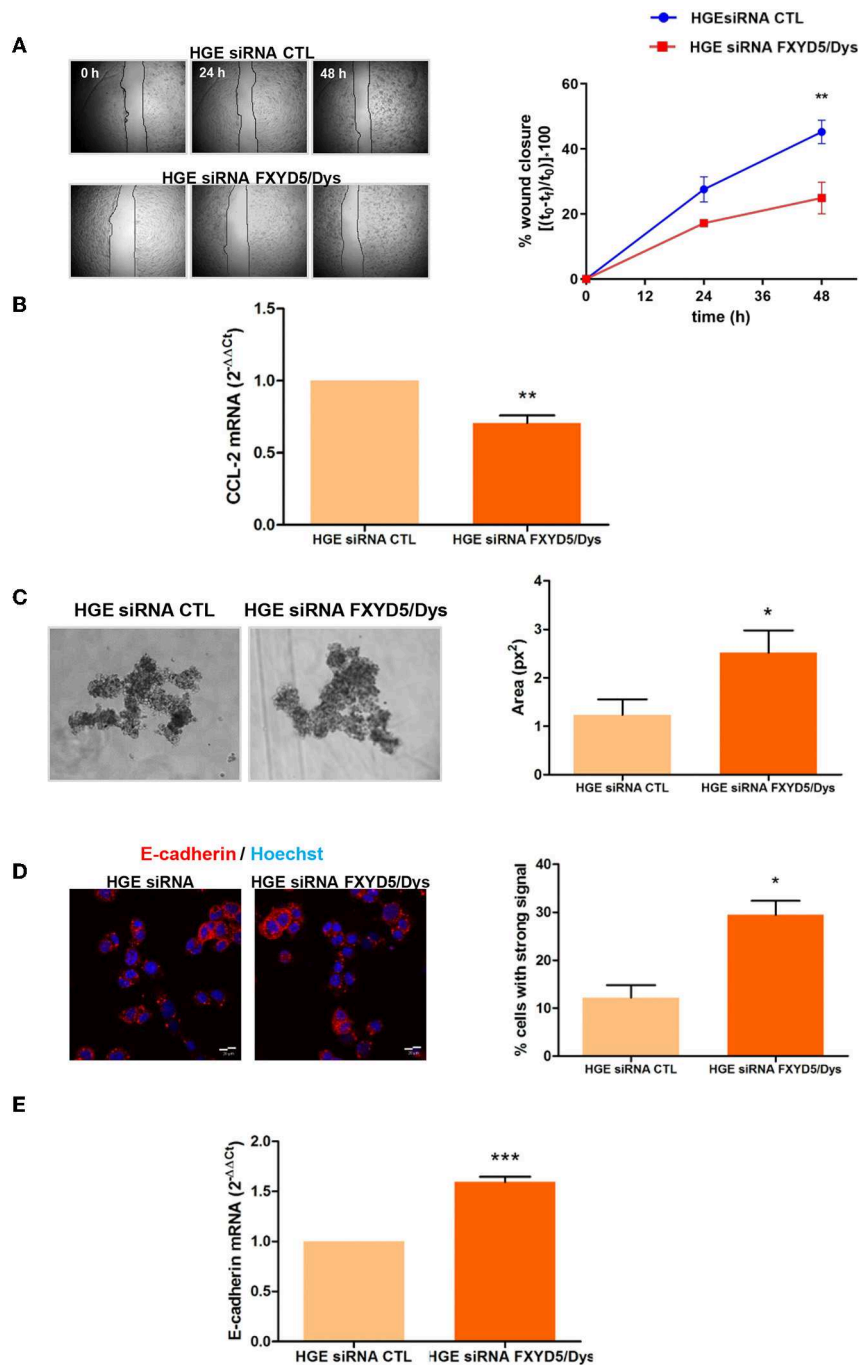 A
HGE siRNA CTL
0 h
24 h
48 h
HGE siRNA FXYD5/Dys
HGEsiRNA CTL
HGE siRNA FXYD5/Dys
% wound closure
[(t0-tf)/t0)]·100
60
40
20
0
**
0
12
24
36
48
time (h)
B
CCL-2 mRNA (2-ΔΔCt)
1.5
1.0
0.5
0.0
**
HGE siRNA CTL
HGE siRNA FXYD5/Dys
C
HGE siRNA CTL
HGE siRNA FXYD5/Dys
Area (px2)
4
3
2
1
0
*
HGE siRNA CTL
HGE siRNA FXYD5/Dys
D
E-cadherin / Hoechst
HGE siRNA
HGE siRNA FXYD5/Dys
% cells with strong signal
40
30
20
10
0
*
HGE siRNA CTL
HGE siRNA FXYD5/Dys
E
E-cadherin mRNA (2-ΔΔCt)
2.0
1.5
1.0
0.5
0.0
***
HGE siRNA CTL
HGE siRNA FXYD5/Dys